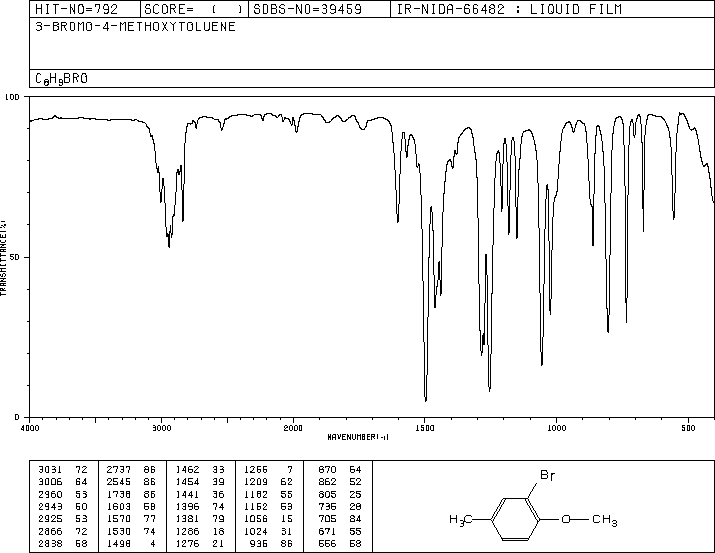 HIT-NO=792 SCORE= ( ) SDBS-NO=39459 IR-NIDA-66482 : LIQUID FILM
3-BROMO-4-METHOXYTOLUENE
C8H9BRO
100
50
0
TRANSMITTANCE(%)
4000 3000 2000 1500 1000 500
WAVENUMBER(-1)
3031 72 2737 86 1462 33 1255 7 870 64
3006 64 2545 86 1454 39 1209 62 862 52
2960 53 1738 86 1441 36 1182 55 805 25
2943 50 1603 58 1396 74 1152 53 735 28
2925 53 1570 77 1381 79 1056 15 705 84
2866 72 1530 74 1286 18 1024 31 671 55
2838 58 1498 4 1276 21 936 86 556 58
Br
H3C O CH3